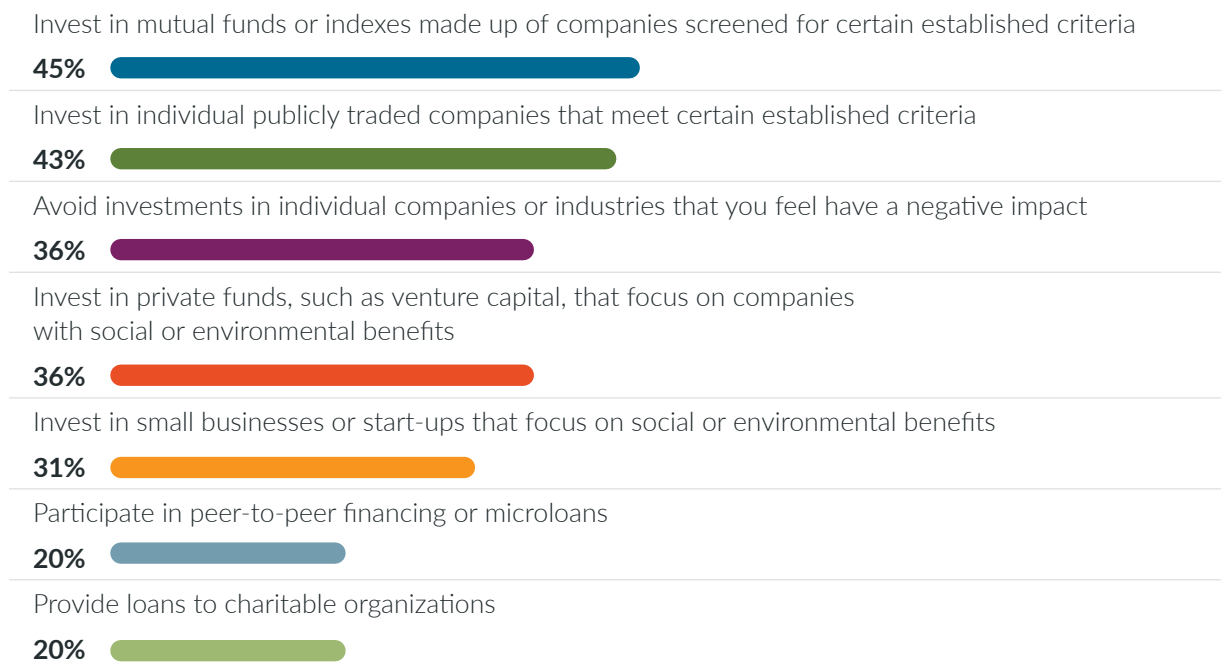 Invest in mutual funds or indexes made up of companies screened for certain established criteria
45%
Invest in individual publicly traded companies that meet certain established criteria
43%
Avoid investments in individual companies or industries that you feel have a negative impact
36%
Invest in private funds, such as venture capital, that focus on companies
with social or environmental benefits
36%
Invest in small businesses or start-ups that focus on social or environmental benefits
31%
Participate in peer-to-peer financing or microloans
20%
Provide loans to charitable organizations
20%